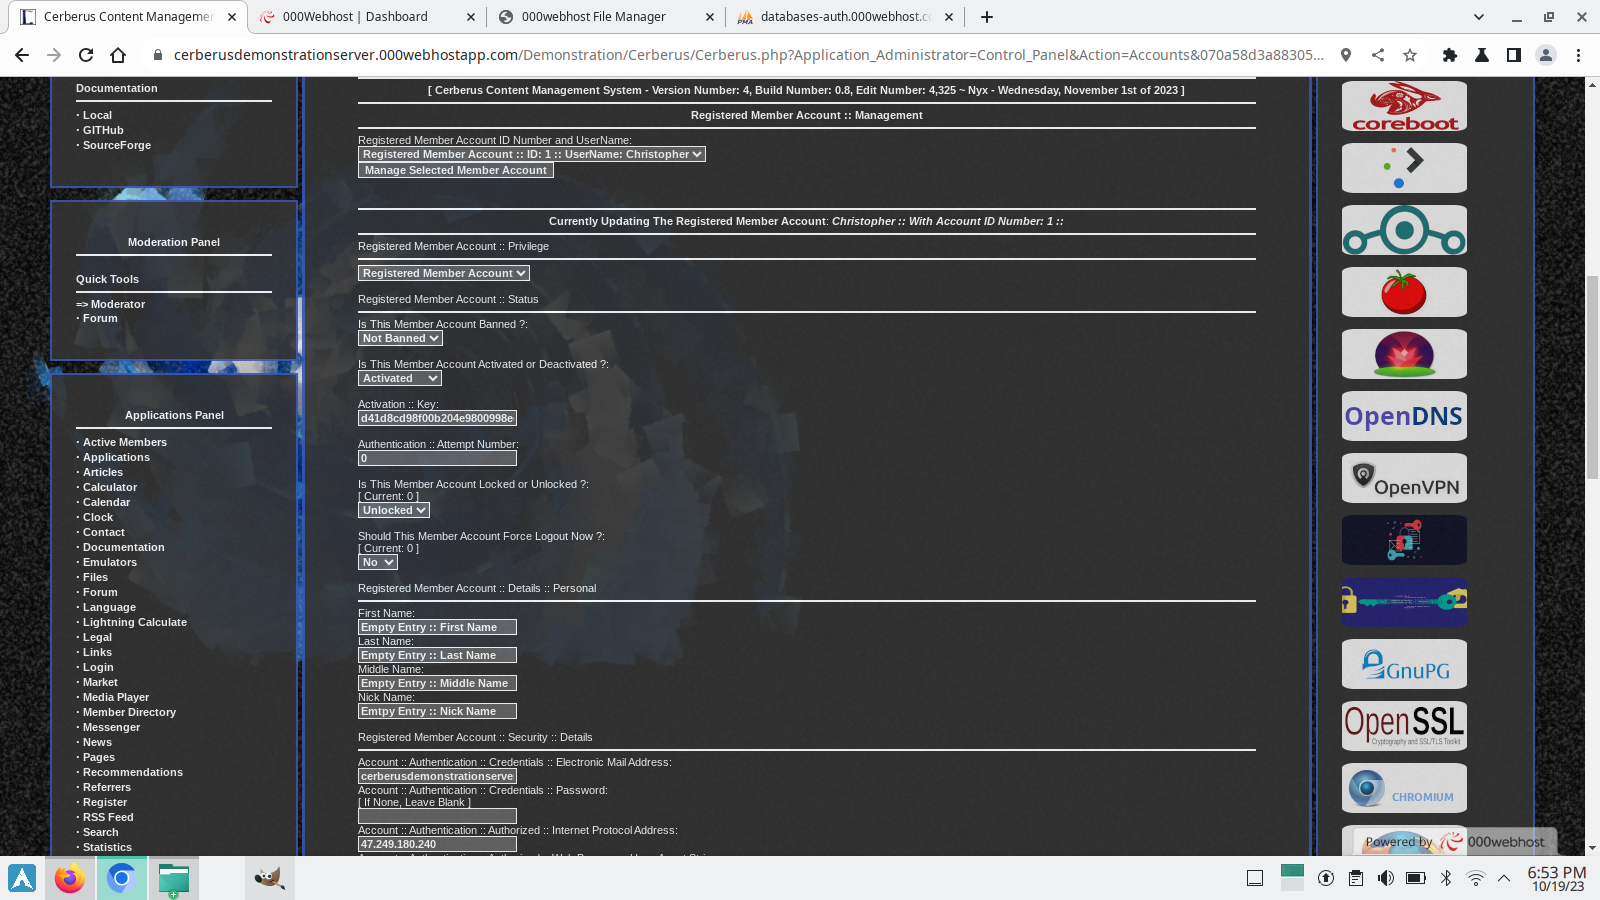 Cerberus Content Managemen
000Webhost | Dashboard
000webhost File Manager
databases-auth.000webhost.c
cerberusdemonstrationserver.000webhostapp.com/Demonstration/Cerberus/Cerberus.php?Application_Administrator=Control_Panel&Action=Accounts&070a58d3a88305...
Documentation
· Local
· GITHub
· SourceForge
Moderation Panel
Quick Tools
=> Moderator
· Forum
Applications Panel
· Active Members
· Applications
· Articles
· Calculator
· Calendar
· Clock
· Contact
· Documentation
· Emulators
· Files
· Forum
· Language
· Lightning Calculate
· Legal
· Links
· Login
· Market
· Media Player
· Member Directory
· Messenger
· News
· Pages
· Recommendations
· Referrers
· Register
· RSS Feed
· Search
· Statistics
[ Cerberus Content Management System - Version Number: 4, Build Number: 0.8, Edit Number: 4,325 ~ Nyx - Wednesday, November 1st of 2023 ]
Registered Member Account :: Management
Registered Member Account ID Number and UserName:
Registered Member Account :: ID: 1 :: UserName: Christopher
Manage Selected Member Account
Currently Updating The Registered Member Account: Christopher :: With Account ID Number: 1 ::
Registered Member Account :: Privilege
Registered Member Account
Registered Member Account :: Status
Is This Member Account Banned ?:
Not Banned
Is This Member Account Activated or Deactivated ?:
Activated
Activation :: Key:
d41d8cd98f00b204e9800998e
Authentication :: Attempt Number:
0
Is This Member Account Locked or Unlocked ?:
[ Current: 0 ]
Unlocked
Should This Member Account Force Logout Now ?:
[ Current: 0 ]
No
Registered Member Account :: Details :: Personal
First Name:
Empty Entry :: First Name
Last Name:
Empty Entry :: Last Name
Middle Name:
Empty Entry :: Middle Name
Nick Name:
Emtpy Entry :: Nick Name
Registered Member Account :: Security :: Details
Account :: Authentication :: Credentials :: Electronic Mail Address:
cerberusdemonstrationserve
Account :: Authentication :: Credentials :: Password:
[ If None, Leave Blank ]
Account :: Authentication :: Authorized :: Internet Protocol Address:
47.249.180.240
coreboot
OpenDNS
OpenVPN
GnuPG
OpenSSL
Cryptography and SSL/TLS Toolkit
CHROMIUM
Powered by 000webhost
PMA
6:53 PM
10/19/23